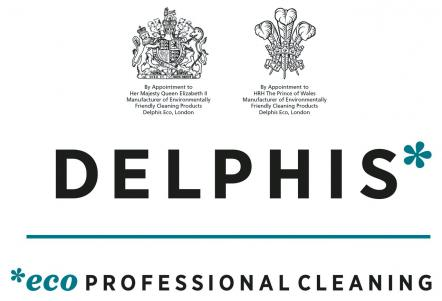 By Appointment to
Her Majesty Queen Elizabeth II
Manufacturer of Environmentally
Friendly Cleaning Products
Delphis Eco, London
By Appointment to
HRH The Prince of Wales
Manufacturer of Environmentally
Friendly Cleaning Products
Delphis Eco, London
DELPHIS*
*eco PROFESSIONAL CLEANING